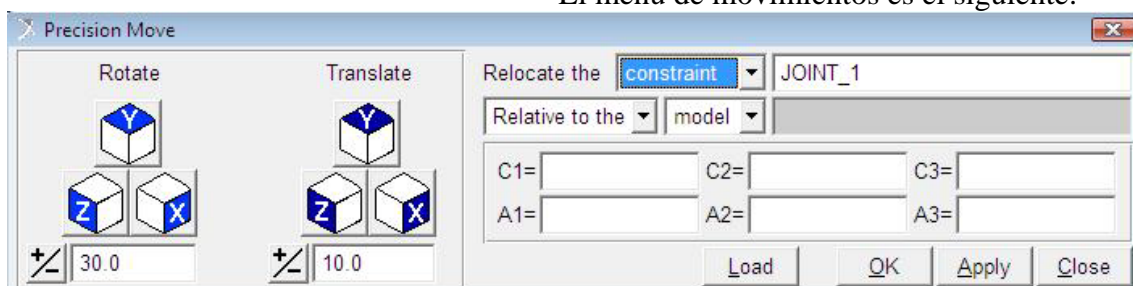 El menú de movimientos es el siguiente:
Precision Move
Rotate
Translate
Y
Z X
Y
Z X
+/- 30.0
+/- 10.0
Relocate the constraint JOINT_1
Relative to the model
C1= C2= C3=
A1= A2= A3=
Load OK Apply Close